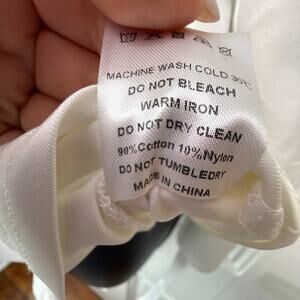 MACHINE WASH COLD 30°C
DO NOT BLEACH
WARM IRON
DO NOT DRY CLEAN
90%Cotton 10%Nylon
DO NOT TUMBLEDRY
MADE IN CHINA